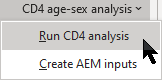 CD4 age-sex analysis
Run CD4 analysis
Create AEM inputs